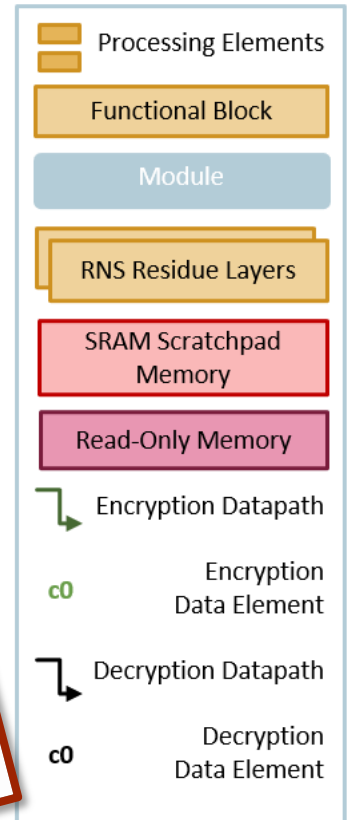 Processing Elements
Functional Block
Module
RNS Residue Layers
SRAM Scratchpad
Memory
Read-Only Memory
Encryption Datapath
c0
Encryption
Data Element
Decryption Datapath
c0
Decryption
Data Element